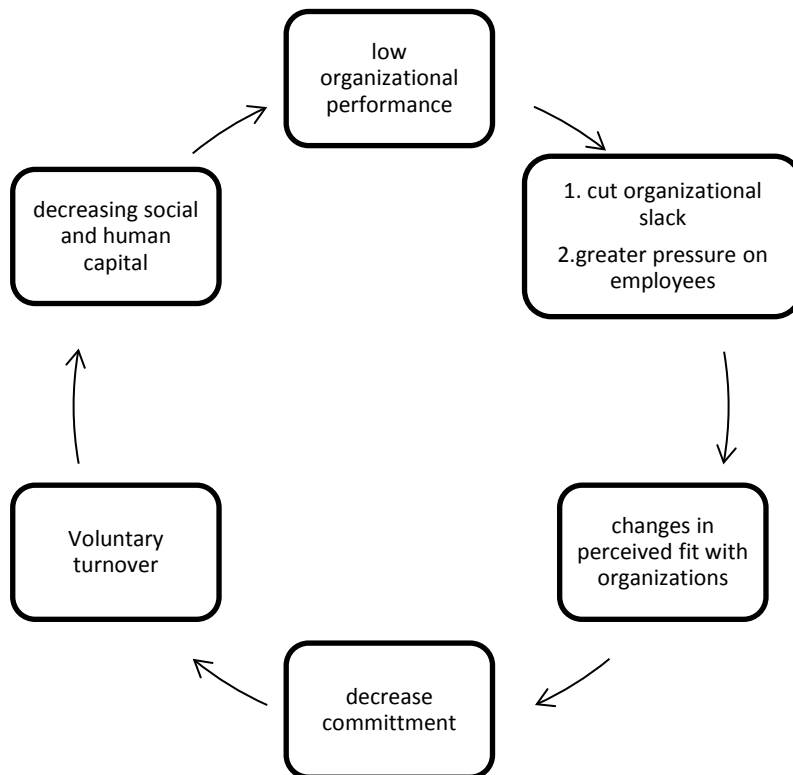 low
organizational
performance
1. cut organizational
slack
2.greater pressure on
employees
changes in
perceived fit with
organizations
decrease
committment
Voluntary
turnover
decreasing social
and human
capital